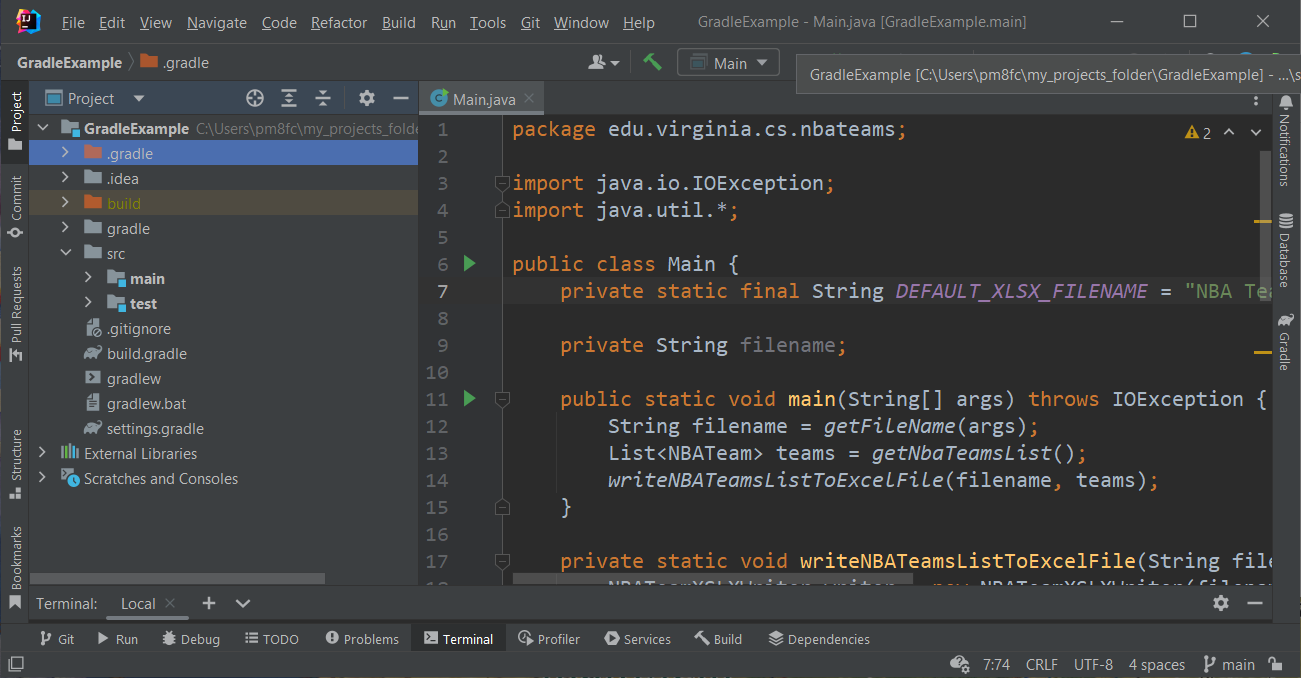 File Edit View Navigate Code Refactor Build Run Tools Git Window Help GradleExample - Main.java [GradleExample.main]
GradleExample .gradle Main
GradleExample [C:\Users\pm8fc\my_projects_folder\GradleExample] - ...\s
Project
Commit
Pull Requests
Structure
Bookmarks
Project
GradleExample C:\Users\pm8fc\my_projects_folde
.gradle
.idea
build
gradle
src
main
test
.gitignore
build.gradle
gradlew
gradlew.bat
settings.gradle
External Libraries
Scratches and Consoles
Main.java
2
1 package edu.virginia.cs.nbateams;
2
3 import java.io.IOException;
4 import java.util.*;
5
6 public class Main {
7 private static final String DEFAULT_XLSX_FILENAME = "NBA Tea
8
9 private String filename;
10
11 public static void main(String[] args) throws IOException {
12 String filename = getFileName(args);
13 List<NBATeam> teams = getNbaTeamsList();
14 writeNBATeamsListToExcelFile(filename, teams);
15 }
16
17 private static void writeNBATeamsListToExcelFile(String file
Notifications
Database
Gradle
Terminal: Local
Git Run Debug TODO Problems Terminal Profiler Services Build Dependencies
7:74 CRLF UTF-8 4 spaces main